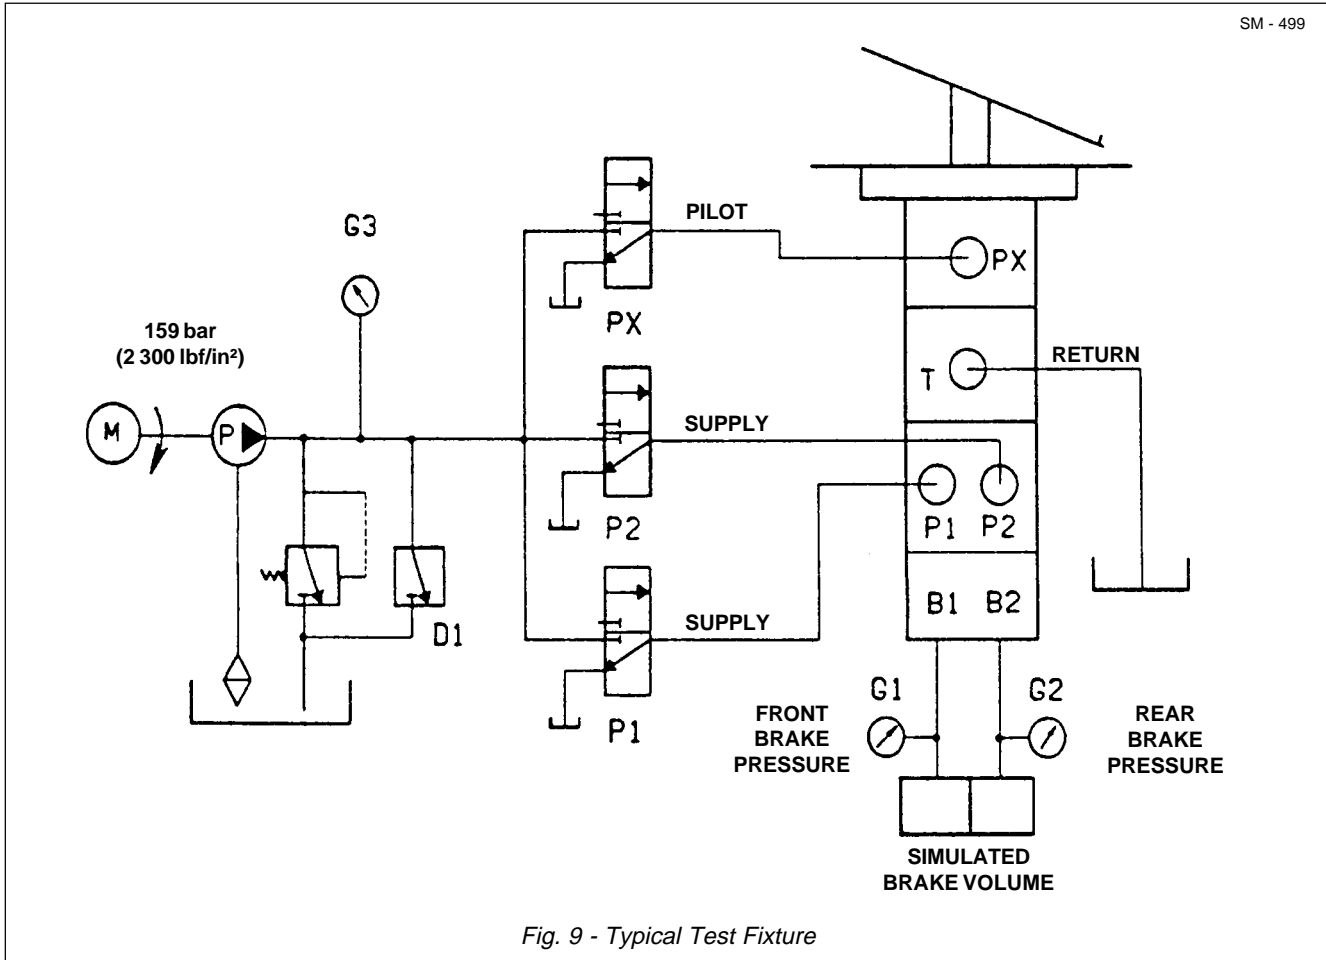 SM - 499
G3
PILOT
PX
PX
159 bar
(2 300 lbf/in²)
T
RETURN
M
P
SUPPLY
P2
P1
P2
D1
SUPPLY
B1
B2
P1
G1
G2
FRONT
BRAKE
PRESSURE
REAR
BRAKE
PRESSURE
SIMULATED
BRAKE VOLUME
Fig. 9 - Typical Test Fixture